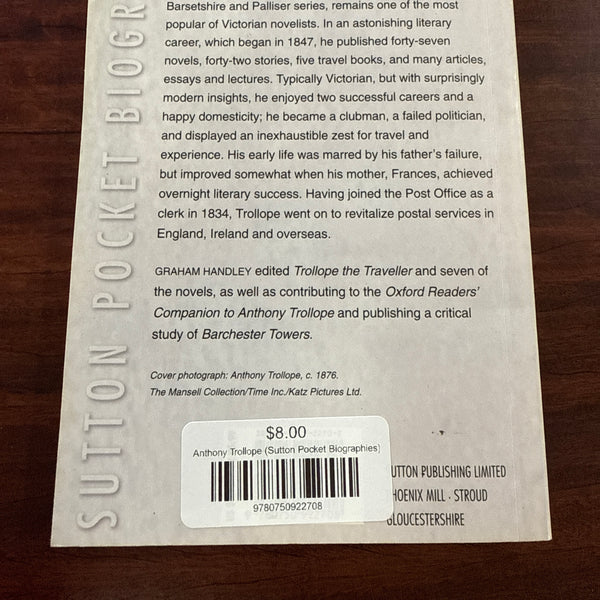 Barsetshire and Palliser series, remains one of the most
popular of Victorian novelists. In an astonishing literary
career, which began in 1847, he published forty-seven
novels, forty-two stories, five travel books, and many articles,
essays and lectures. Typically Victorian, but with surprisingly
modern insights, he enjoyed two successful careers and a
happy domesticity; he became a clubman, a failed politician,
and displayed an inexhaustible zest for travel and
experience. His early life was marred by his father's failure,
but improved somewhat when his mother, Frances, achieved
overnight literary success. Having joined the Post Office as a
clerk in 1834, Trollope went on to revitalize postal services in
England, Ireland and overseas.
GRAHAM HANDLEY edited Trollope the Traveller and seven of
the novels, as well as contributing to the Oxford Readers'
Companion to Anthony Trollope and publishing a critical
study of Barchester Towers.
Cover photograph: Anthony Trollope, c. 1876.
The Mansell Collection/Time Inc./Katz Pictures Ltd.
SUTTON POCKET BIOGR
$8.00
Anthony Trollope (Sutton Pocket Biographies)
9780750922708
UTTON PUBLISHING LIMITED
HOENIX MILL · STROUD
GLOUCESTERSHIRE